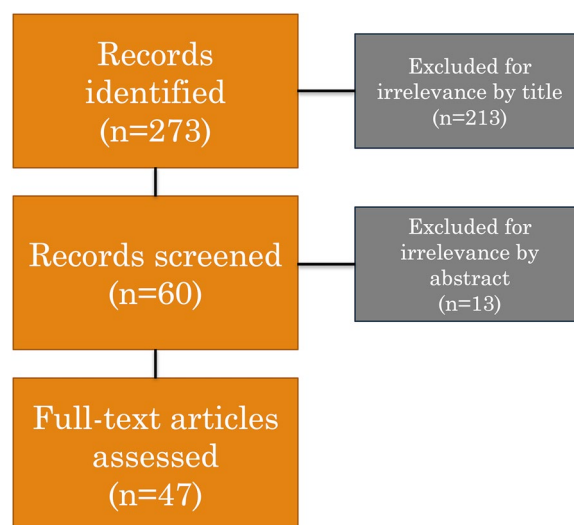 Records
identified
(n=273)
Excluded for
irrelevance by title
(n=213)
Records screened
(n=60)
Excluded for
irrelevance by
abstract
(n=13)
Full-text articles
assessed
(n=47)